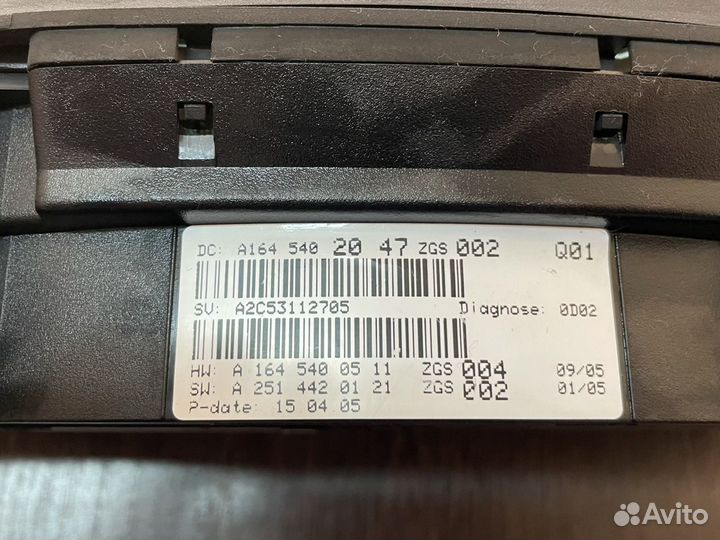 DC: A164 540 20 47 ZGS 002 Q01
SV: A2C53112705 Diagnose: 0D02
HW: A 164 540 05 11 ZGS 004 09/05
SW: A 251 442 01 21 ZGS 002 01/05
P-date: 15 04 05
Avito